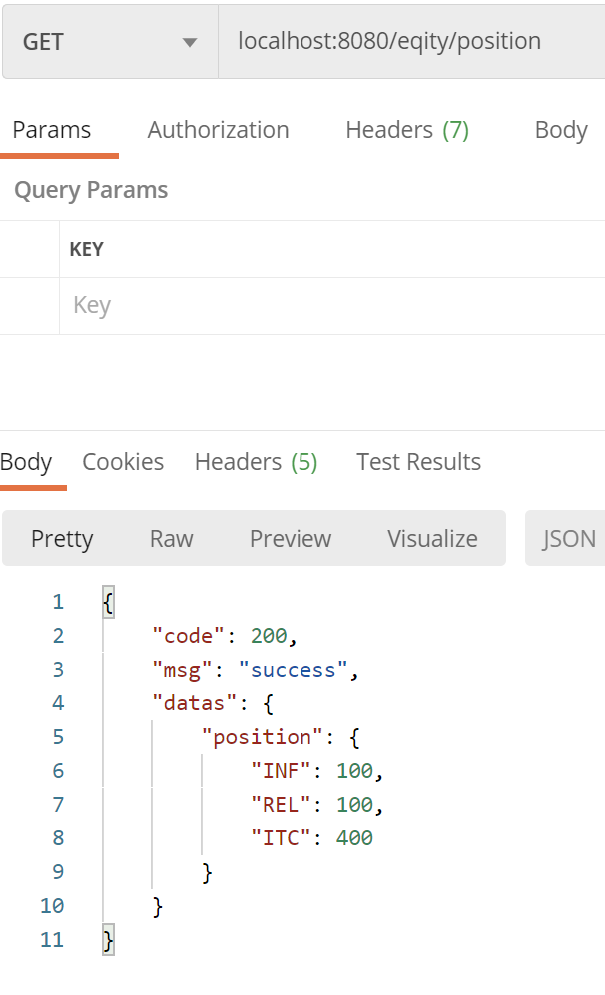 GET localhost:8080/eqity/position
Params Authorization Headers (7) Body
Query Params
KEY
Key
Body Cookies Headers (5) Test Results
Pretty Raw Preview Visualize JSON
1 {
2 "code": 200,
3 "msg": "success",
4 "datas": {
5 "position": {
6 "INF": 100,
7 "REL": 100,
8 "ITC": 400
9 }
10 }
11 }